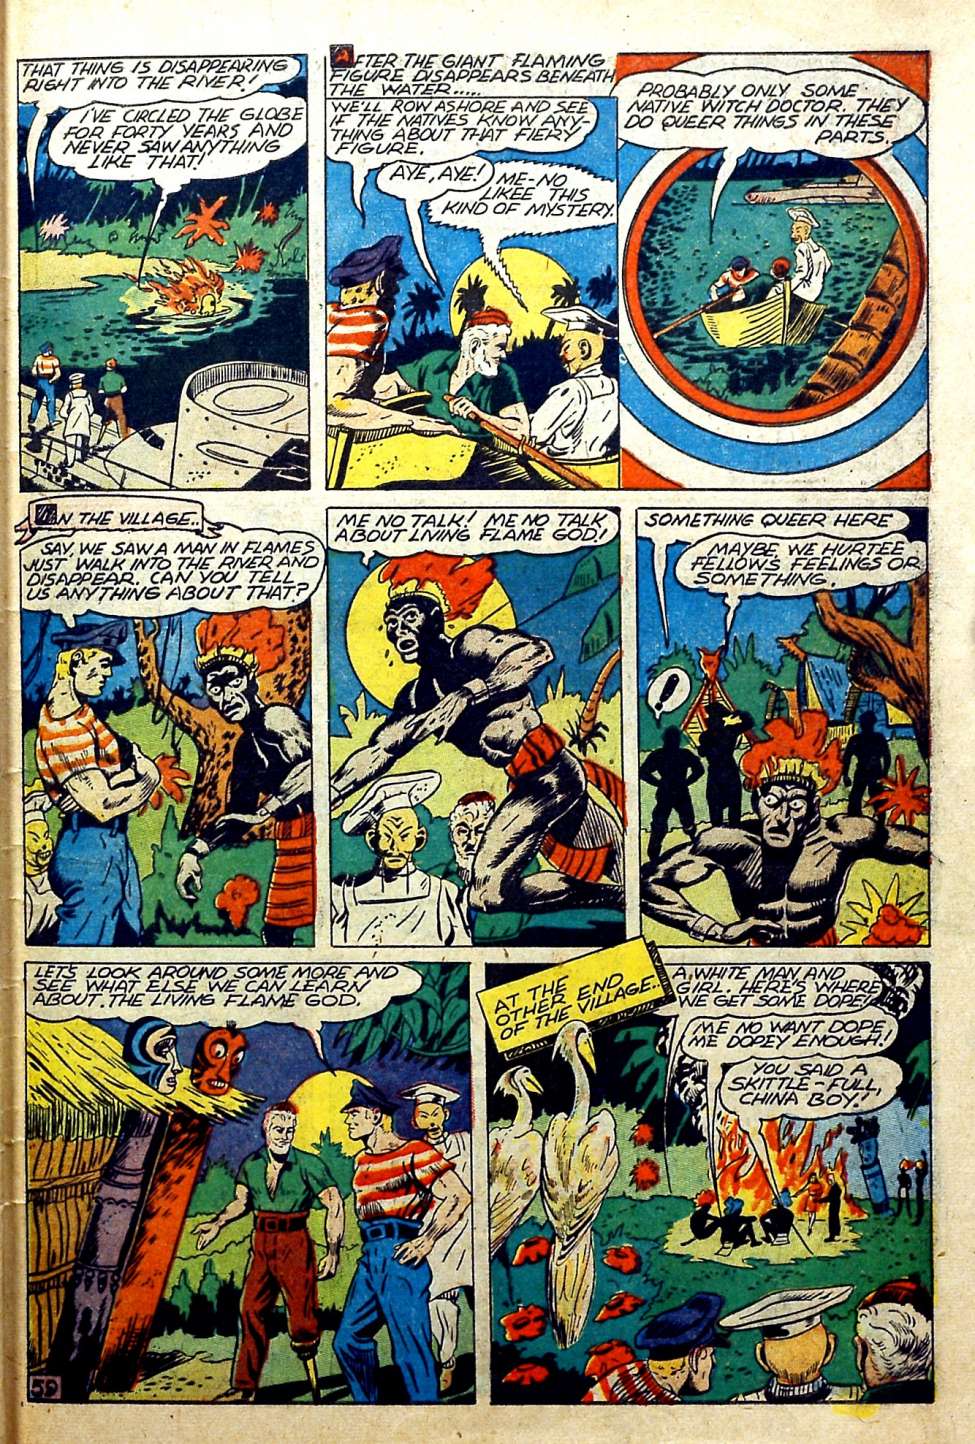 THAT THING IS DISAPPEARING
RIGHT INTO THE RIVER!
I'VE CIRCLED THE GLOBE
FOR FORTY YEARS AND
NEVER SAW ANYTHING
LIKE THAT!
AFTER THE GIANT FLAMING
FIGURE DISAPPEARS BENEATH
THE WATER.....
WE'LL ROW ASHORE AND SEE
IF THE NATIVES KNOW ANY-
THING ABOUT THAT FIERY
FIGURE.
AYE, AYE!
ME-NO
LIKEE THIS
KIND OF MYSTERY.
PROBABLY ONLY SOME
NATIVE WITCH DOCTOR. THEY
DO QUEER THINGS IN THESE
PARTS.
IN THE VILLAGE..
SAY, WE SAW A MAN IN FLAMES
JUST WALK INTO THE RIVER AND
DISAPPEAR. CAN YOU TELL
US ANYTHING ABOUT THAT?
ME NO TALK! ME NO TALK
ABOUT LIVING FLAME GOD!
SOMETHING QUEER HERE
MAYBE, WE HURTEE
FELLOW'S FEELINGS OR
SOMETHING.
!
LET'S LOOK AROUND SOME MORE AND
SEE WHAT ELSE WE CAN LEARN
ABOUT. THE LIVING FLAME GOD.
59
AT THE
OTHER END
OF THE VILLAGE..
A WHITE MAN AND
GIRL. HERE'S WHERE
WE GET SOME DOPE!
ME NO WANT DOPE,
ME DOPEY ENOUGH!
YOU SAID A
SKITTLE-FULL,
CHINA BOY!